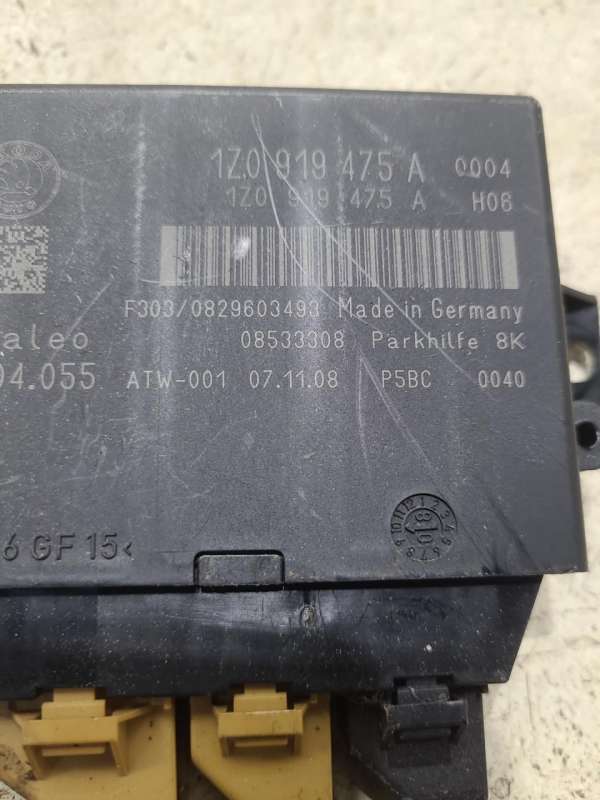 1Z0 919 475 A 0004
1Z0 919 475 A H06
F303/0829603493 Made in Germany
aleo 08533308 Parkhilfe 8K
04.055 ATW-001 07.11.08 P5BC 0040
6 GF 15<